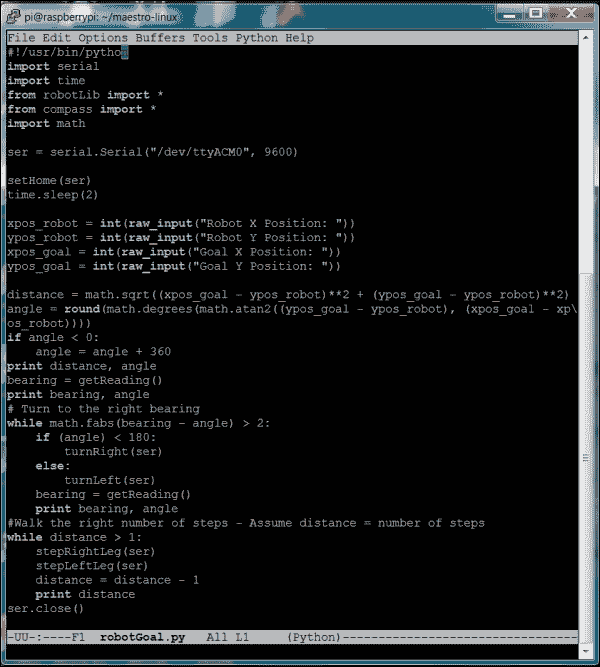 pi@raspberrypi: ~/maestro-linux
File Edit Options Buffers Tools Python Help
#!/usr/bin/python
import serial
import time
from robotLib import *
from compass import *
import math
ser = serial.Serial("/dev/ttyACM0", 9600)
setHome(ser)
time.sleep(2)
xpos_robot = int(raw_input("Robot X Position: "))
ypos_robot = int(raw_input("Robot Y Position: "))
xpos_goal = int(raw_input("Goal X Position: "))
ypos_goal = int(raw_input("Goal Y Position: "))
distance = math.sqrt((xpos_goal - ypos_robot)**2 + (ypos_goal - ypos_robot)**2)
angle = round(math.degrees(math.atan2((ypos_goal - ypos_robot), (xpos_goal - xp\
os_robot))))
if angle < 0:
    angle = angle + 360
print distance, angle
bearing = getReading()
print bearing, angle
# Turn to the right bearing
while math.fabs(bearing - angle) > 2:
    if (angle) < 180:
        turnRight(ser)
    else:
        turnLeft(ser)
    bearing = getReading()
    print bearing, angle
#Walk the right number of steps - Assume distance = number of steps
while distance > 1:
    stepRightLeg(ser)
    stepLeftLeg(ser)
    distance = distance - 1
    print distance
ser.close()
-UU-:----F1  robotGoal.py   All L1     (Python)------------------------------